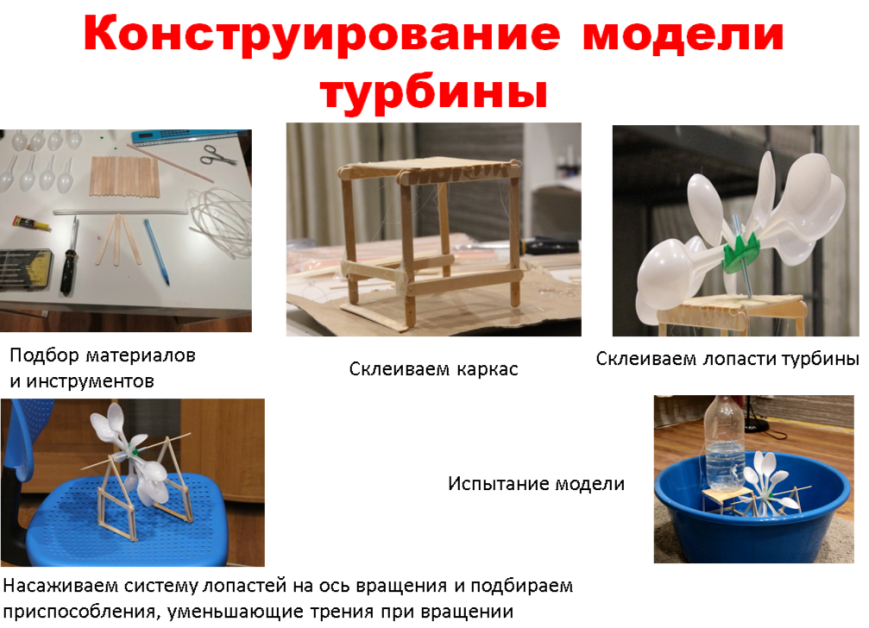 Конструирование модели
турбины
Подбор материалов
и инструментов
Склеиваем каркас
Склеиваем лопасти турбины
Испытание модели
Насаживаем систему лопастей на ось вращения и подбираем
приспособления, уменьшающие трения при вращении